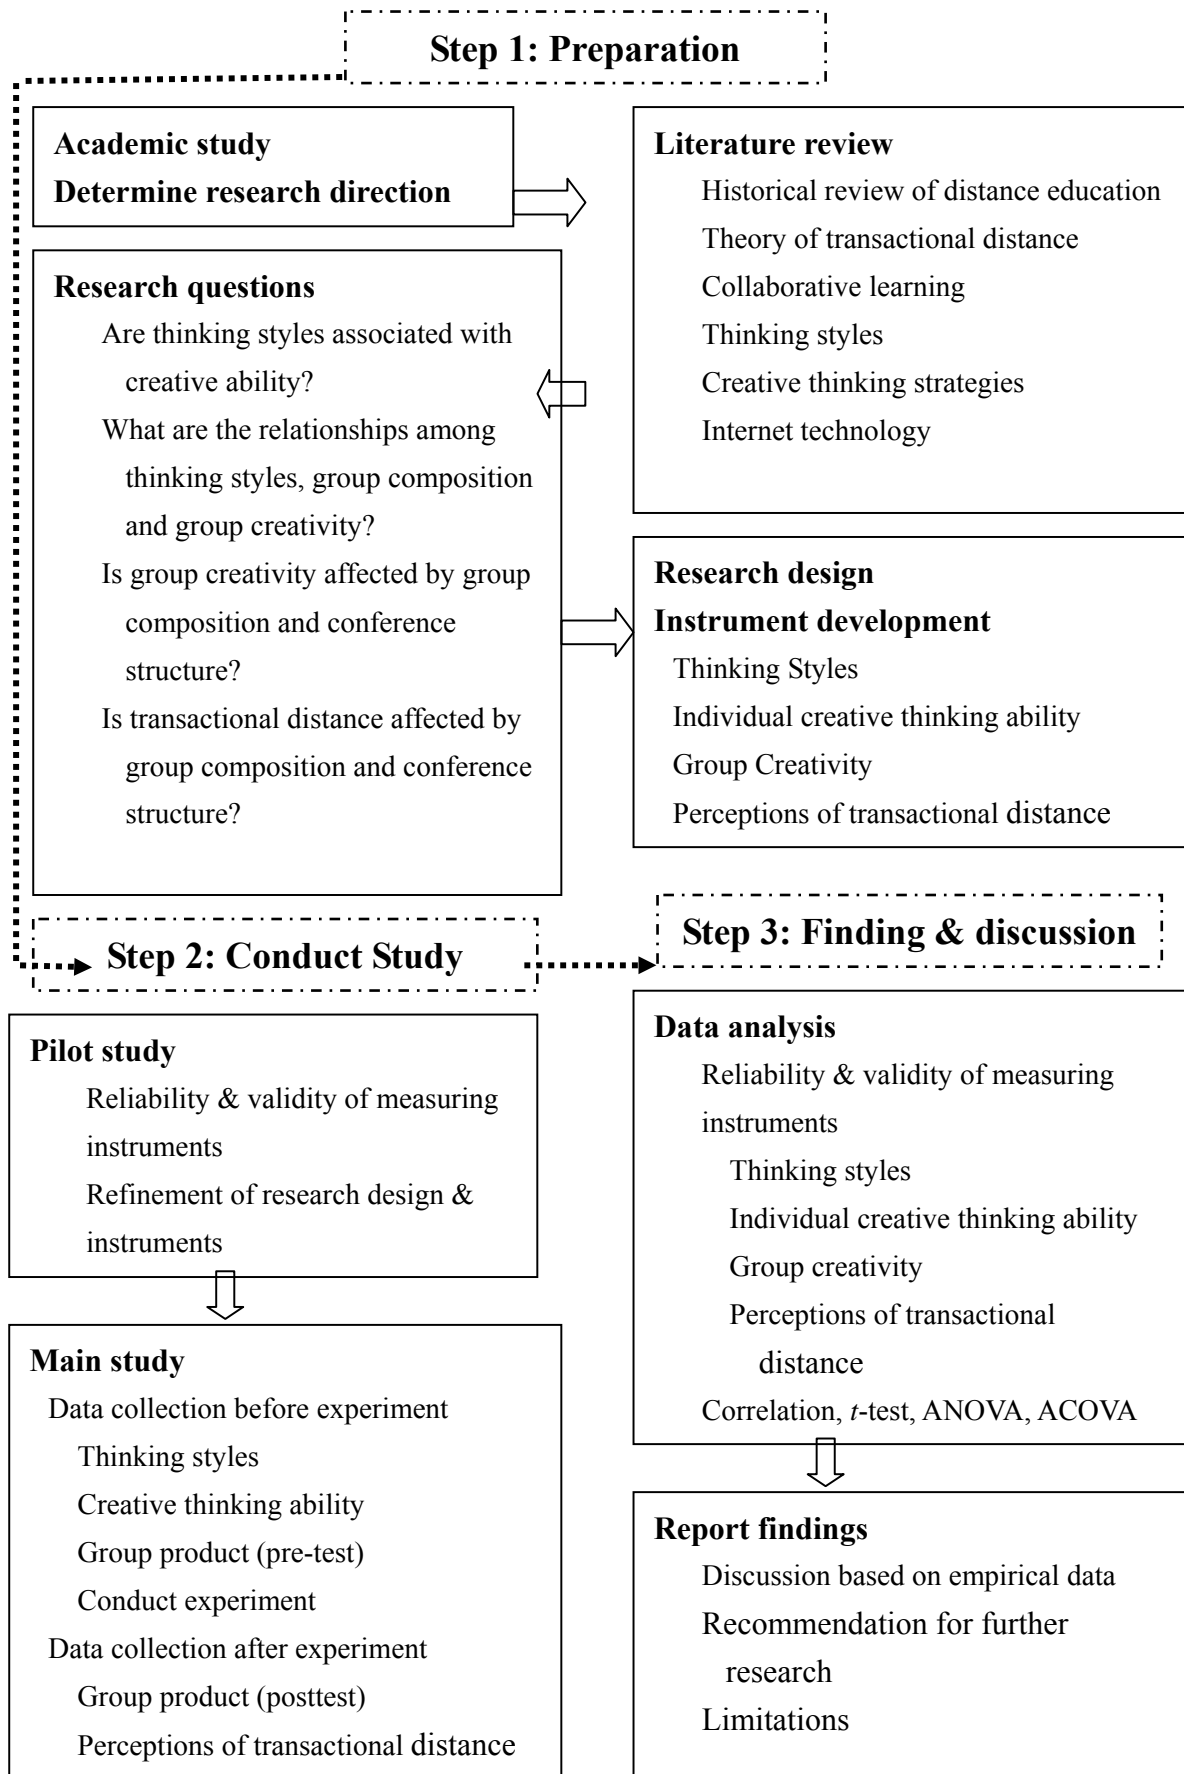 Step 1: Preparation
Academic study
Determine research direction
Literature review
Historical review of distance education
Theory of transactional distance
Collaborative learning
Thinking styles
Creative thinking strategies
Internet technology
Research questions
Are thinking styles associated with
creative ability?
What are the relationships among
thinking styles, group composition
and group creativity?
Is group creativity affected by group
composition and conference
structure?
Is transactional distance affected by
group composition and conference
structure?
Research design
Instrument development
Thinking Styles
Individual creative thinking ability
Group Creativity
Perceptions of transactional distance
Step 2: Conduct Study
Pilot study
Reliability & validity of measuring
instruments
Refinement of research design &
instruments
Main study
Data collection before experiment
Thinking styles
Creative thinking ability
Group product (pre-test)
Conduct experiment
Data collection after experiment
Group product (posttest)
Perceptions of transactional distance
Step 3: Finding & discussion
Data analysis
Reliability & validity of measuring
instruments
Thinking styles
Individual creative thinking ability
Group creativity
Perceptions of transactional
distance
Correlation, t-test, ANOVA, ACOVA
Report findings
Discussion based on empirical data
Recommendation for further
research
Limitations